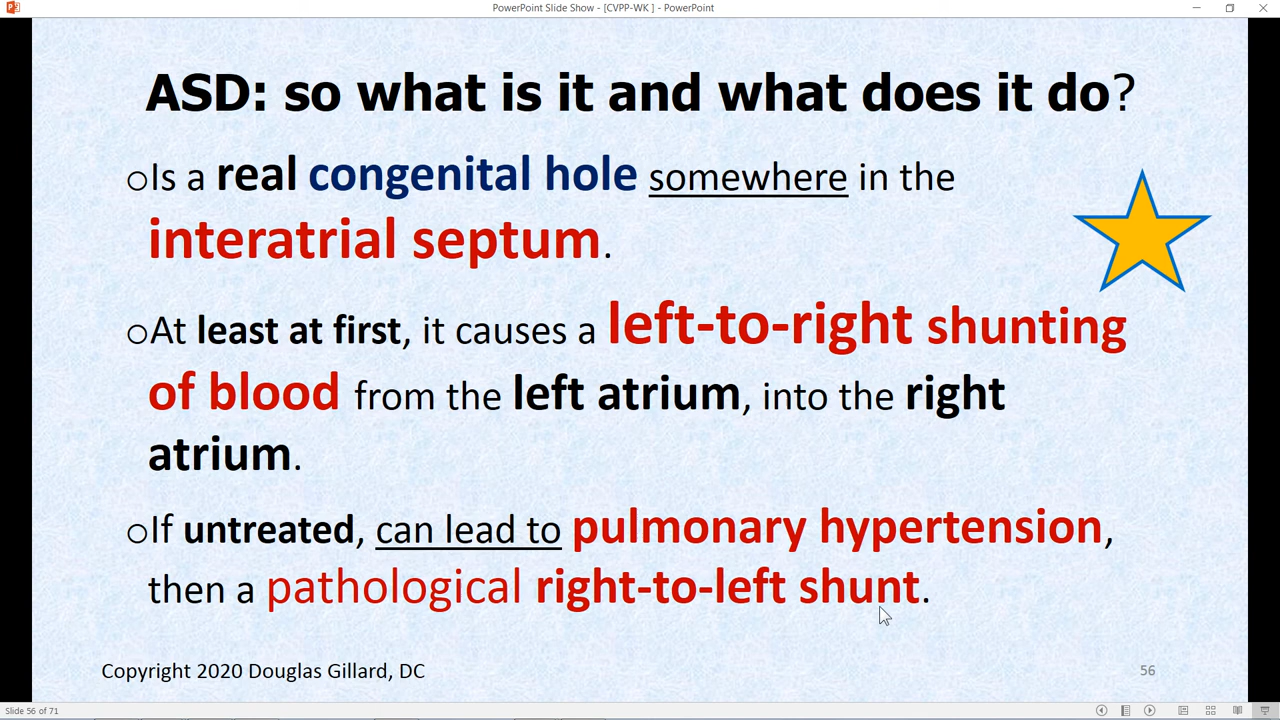 PowerPoint Slide Show - [CVPP-WK ] - PowerPoint
ASD: so what is it and what does it do?
○Is a real congenital hole somewhere in the
interatrial septum.
○At least at first, it causes a left-to-right shunting
of blood from the left atrium, into the right
atrium.
○If untreated, can lead to pulmonary hypertension,
then a pathological right-to-left shunt.
Copyright 2020 Douglas Gillard, DC
56
Slide 56 of 71